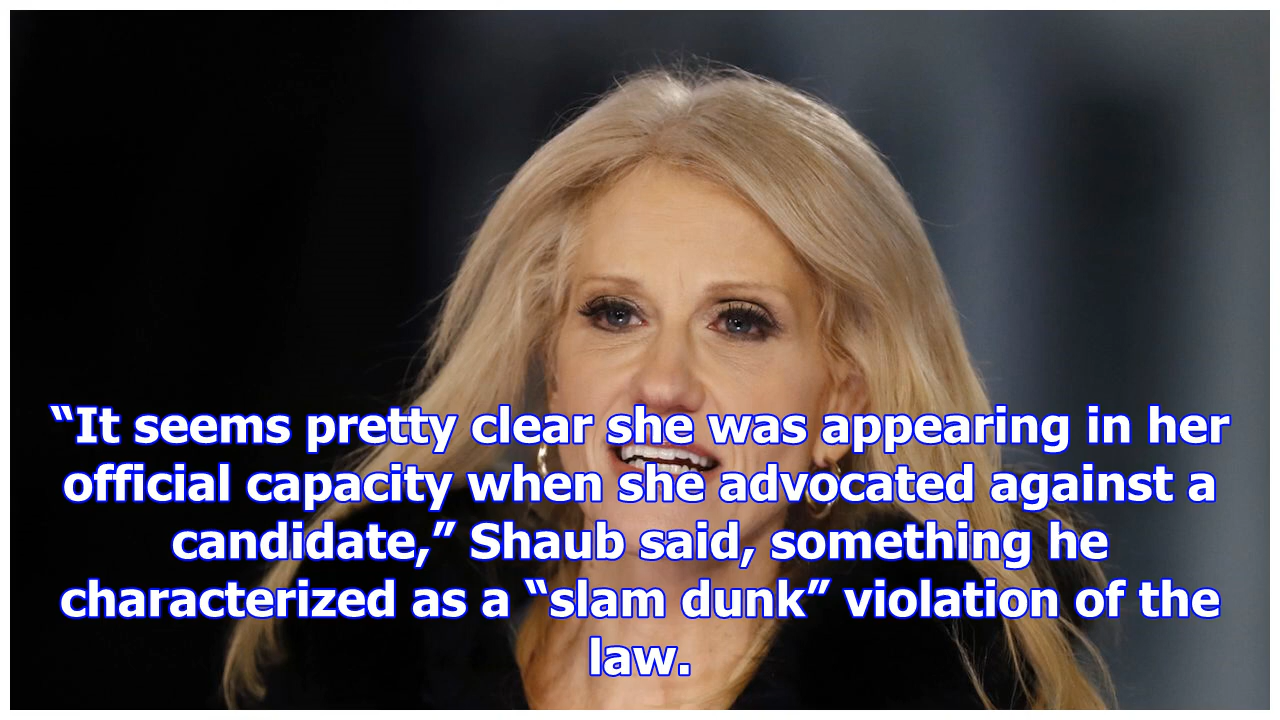 “It seems pretty clear she was appearing in her
official capacity when she advocated against a
candidate,” Shaub said, something he
characterized as a “slam dunk” violation of the
law.